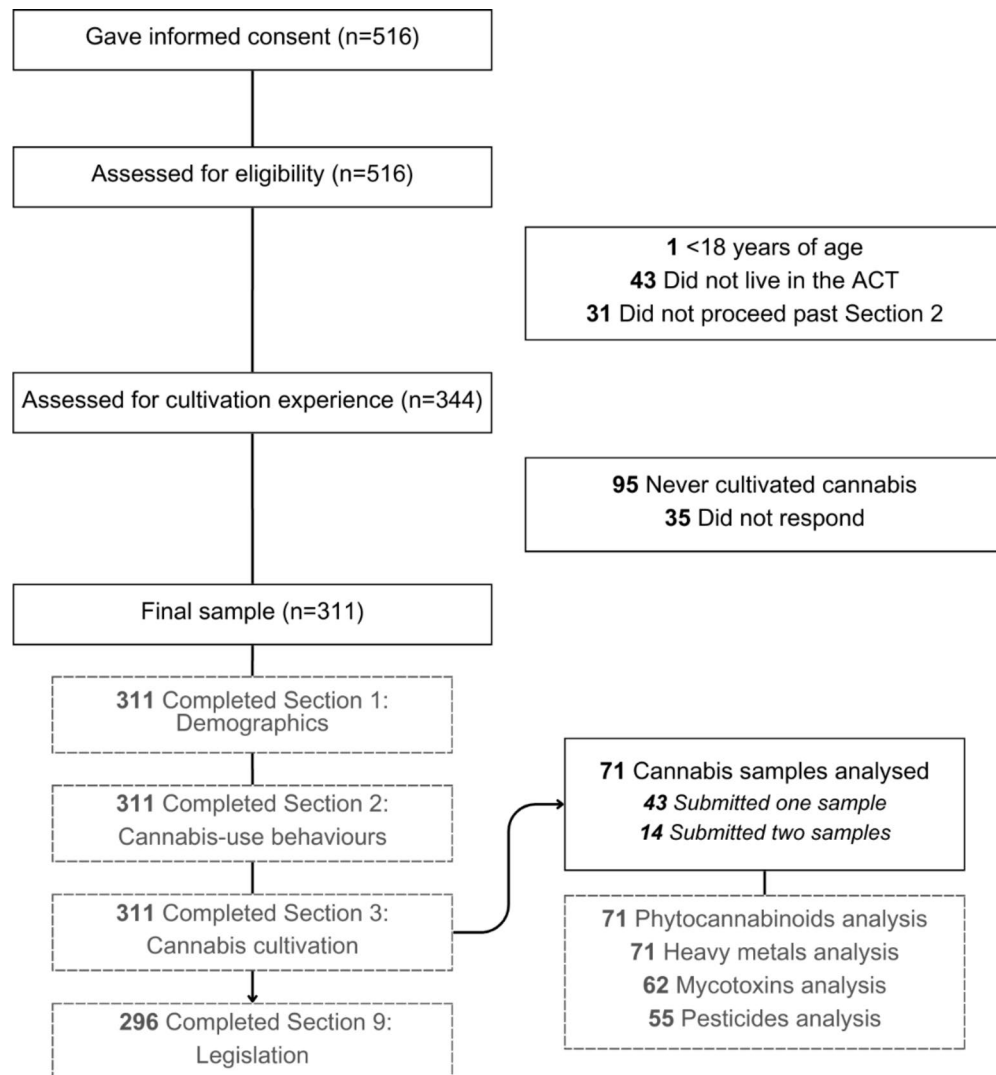 Gave informed consent (n=516)
Assessed for eligibility (n=516)
1 <18 years of age
43 Did not live in the ACT
31 Did not proceed past Section 2
Assessed for cultivation experience (n=344)
95 Never cultivated cannabis
35 Did not respond
Final sample (n=311)
311 Completed Section 1:
Demographics
311 Completed Section 2:
Cannabis-use behaviours
311 Completed Section 3:
Cannabis cultivation
296 Completed Section 9:
Legislation
71 Cannabis samples analysed
43 Submitted one sample
14 Submitted two samples
71 Phytocannabinoids analysis
71 Heavy metals analysis
62 Mycotoxins analysis
55 Pesticides analysis